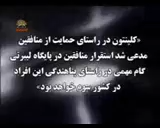 «کلینتون در راستای حمایت از منافقین
مدعی شد استقرار منافقین در پایگاه لیبرتی
گام مهمی در راستای پناهندگی این افراد
در کشور سوم خواهد بود»